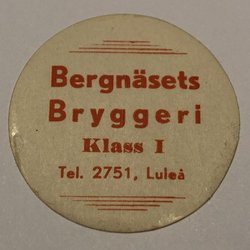 Bergnäsets
Bryggeri
Klass I
Tel. 2751, Luleå